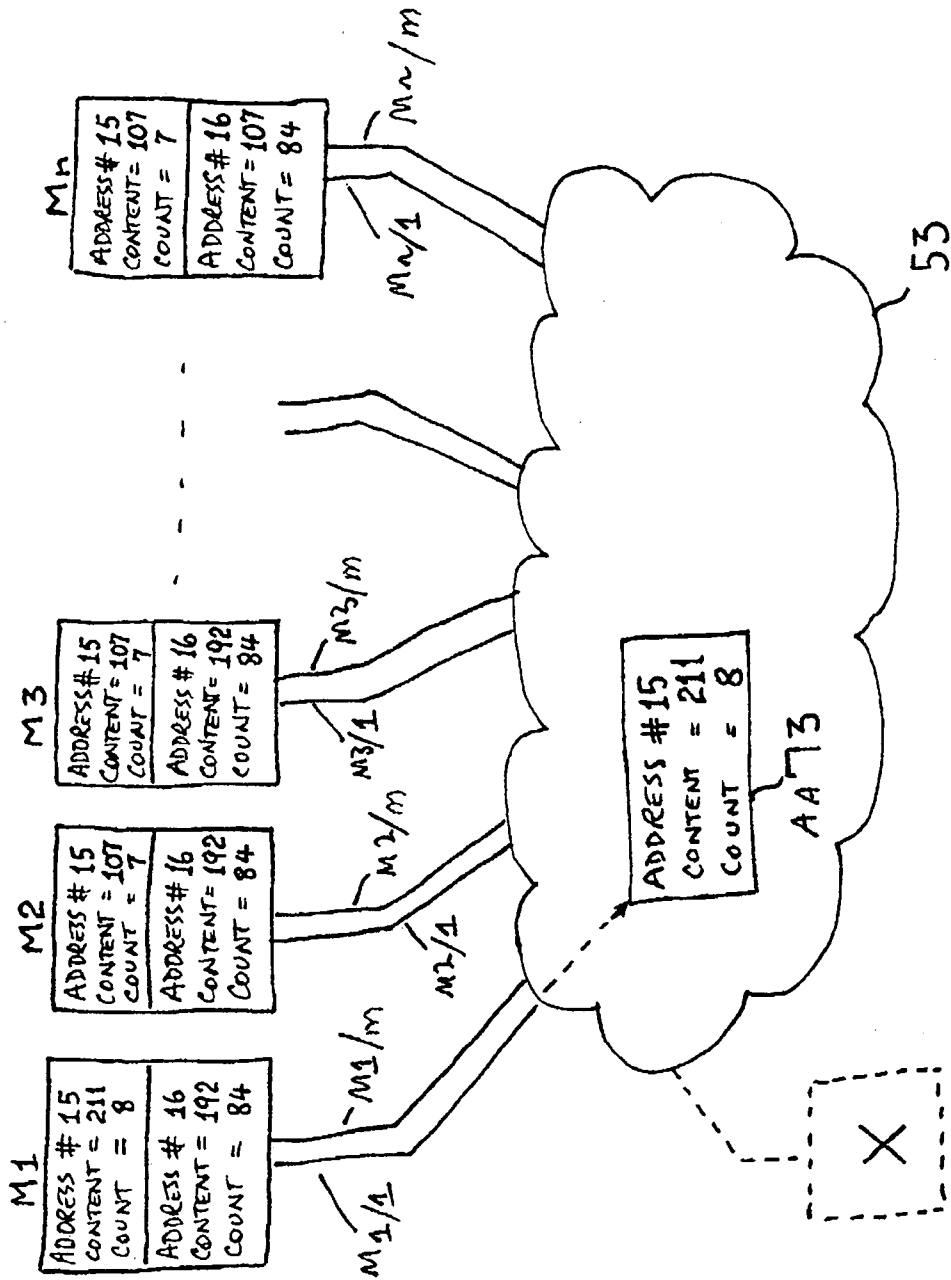 M1
ADDRESS # 15
CONTENT = 211
COUNT = 8
ADDRESS # 16
CONTENT = 192
COUNT = 84
M1/1
M1/m
M2
ADDRESS # 15
CONTENT = 107
COUNT = 7
ADDRESS # 16
CONTENT = 192
COUNT = 84
M2/1
M2/m
M3
ADDRESS # 15
CONTENT = 107
COUNT = 7
ADDRESS # 16
CONTENT = 192
COUNT = 84
M3/1
M3/m
Mn
ADDRESS # 15
CONTENT = 107
COUNT = 7
ADDRESS # 16
CONTENT = 107
COUNT = 84
Mn/1
Mn/m
ADDRESS #15
CONTENT = 211
COUNT = 8
AA73
53
X